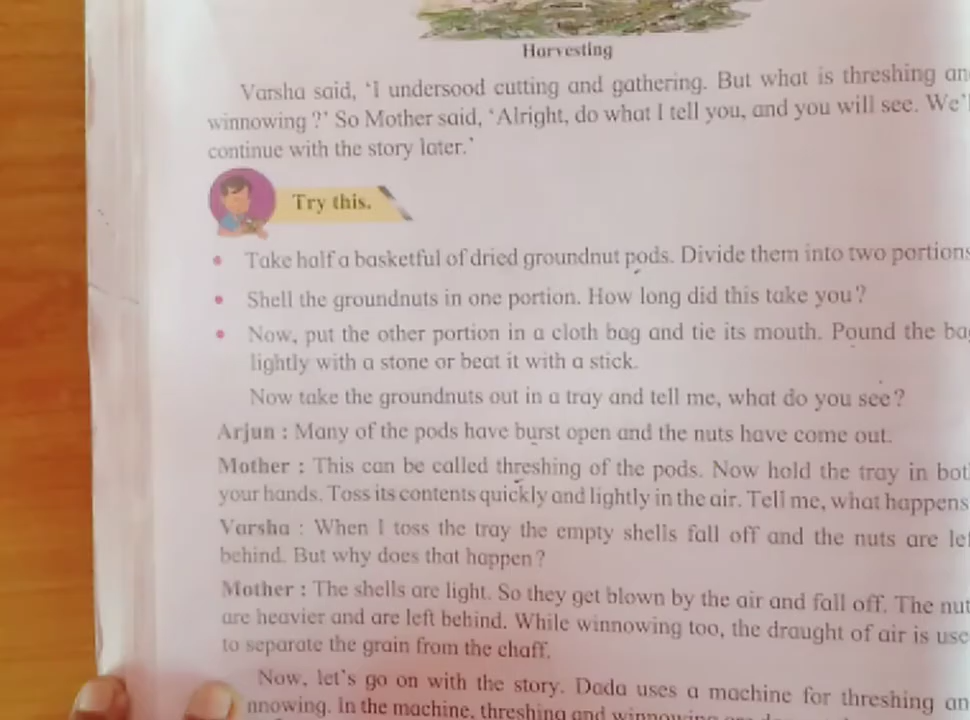 Harvesting
Varsha said, ‘I undersood cutting and gathering. But what is threshing an
winnowing ?’ So Mother said, ‘Alright, do what I tell you, and you will see. We’l
continue with the story later.’
Try this.
• Take half a basketful of dried groundnut pods. Divide them into two portions
• Shell the groundnuts in one portion. How long did this take you?
• Now, put the other portion in a cloth bag and tie its mouth. Pound the ba
lightly with a stone or beat it with a stick.
Now take the groundnuts out in a tray and tell me, what do you see?
Arjun : Many of the pods have burst open and the nuts have come out.
Mother : This can be called threshing of the pods. Now hold the tray in bot
your hands. Toss its contents quickly and lightly in the air. Tell me, what happens
Varsha : When I toss the tray the empty shells fall off and the nuts are le
behind. But why does that happen?
Mother : The shells are light. So they get blown by the air and fall off. The nut
are heavier and are left behind. While winnowing too, the draught of air is use
to separate the grain from the chaff.
Now, let’s go on with the story. Dada uses a machine for threshing an
nnowing. In the machine, threshing and winnowing are